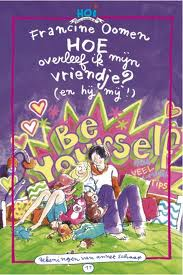 HOE
Francine Oomen
HOE
overleef ik mijn
vriendje?
(en hij mij!)
Be
Yourself
VEEL
TIPS
tekeningen van annet schaap